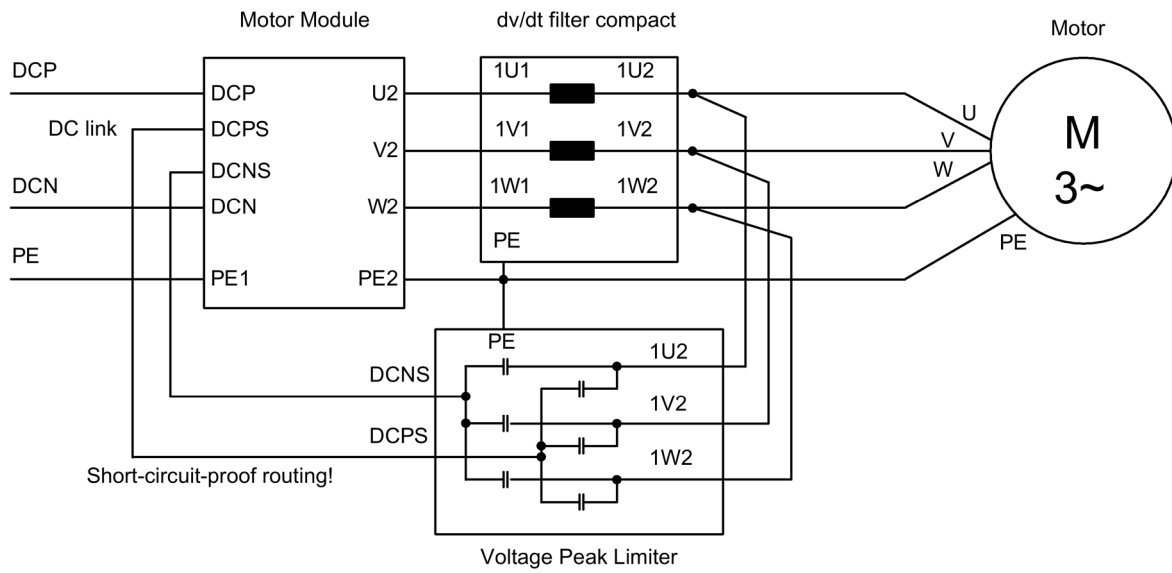 Motor Module
dv/dt filter compact
Motor
DCP
DCP
U2
1U1
1U2
U
DC link
DCPS
V2
1V1
1V2
V
M
3~
DCNS
W
DCN
DCN
W2
1W1
1W2
PE
PE
PE1
PE2
PE
PE
1U2
DCNS
1V2
DCPS
1W2
Short-circuit-proof routing!
Voltage Peak Limiter